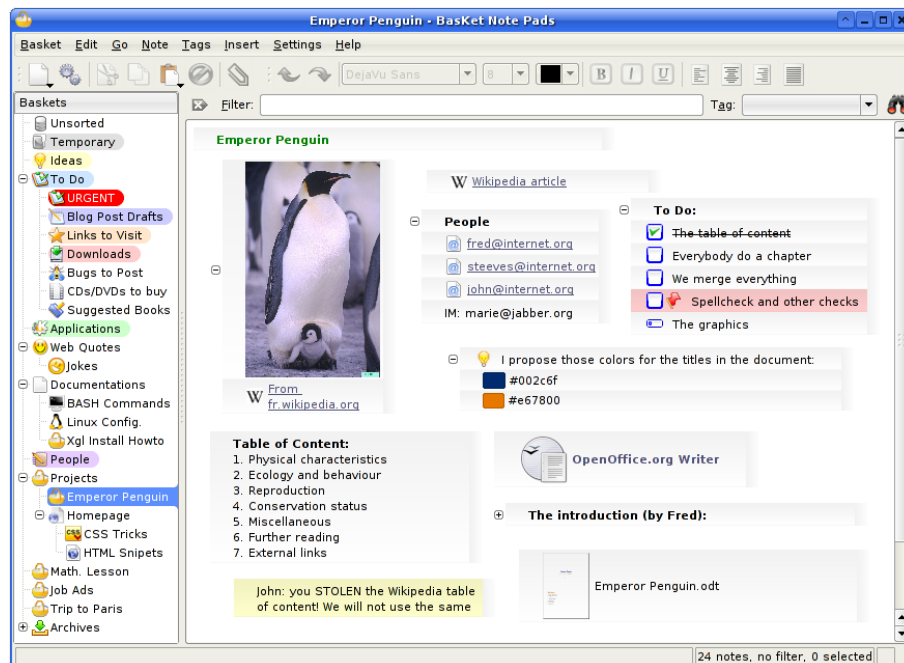 Emperor Penguin - BasKet Note Pads
Basket Edit Go Note Tags Insert Settings Help
DejaVu Sans 8 B I U
Baskets
Filter:
Tag:
Unsorted
Temporary
Ideas
To Do
URGENT
Blog Post Drafts
Links to Visit
Downloads
Bugs to Post
CDs/DVDs to buy
Suggested Books
Applications
Web Quotes
Jokes
Documentations
BASH Commands
Linux Config.
Xgl Install Howto
People
Projects
Emperor Penguin
Homepage
CSS Tricks
HTML Snipets
Math. Lesson
Job Ads
Trip to Paris
Archives
Emperor Penguin
W Wikipedia article
People
fred@internet.org
steeves@internet.org
john@internet.org
IM: marie@jabber.org
To Do:
The table of content
Everybody do a chapter
We merge everything
Spellcheck and other checks
The graphics
W From
fr.wikipedia.org
I propose those colors for the titles in the document:
#002c6f
#e67800
Table of Content:
1. Physical characteristics
2. Ecology and behaviour
3. Reproduction
4. Conservation status
5. Miscellaneous
6. Further reading
7. External links
OpenOffice.org Writer
The introduction (by Fred):
Emperor Penguin.odt
John: you STOLEN the Wikipedia table
of content! We will not use the same
24 notes, no filter, 0 selected